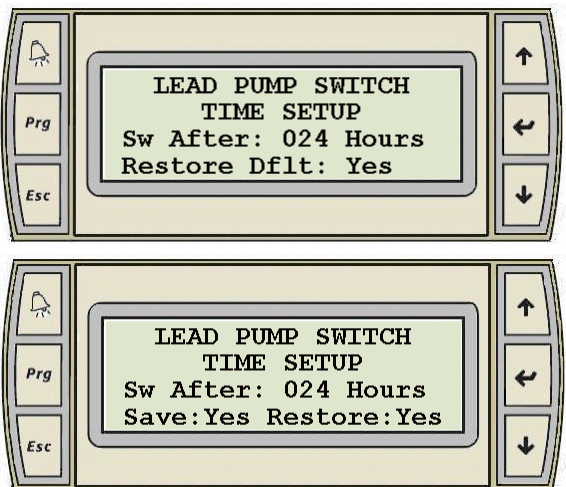 LEAD PUMP SWITCH
TIME SETUP
Sw After: 024 Hours
Restore Dflt: Yes
Prg
Esc
LEAD PUMP SWITCH
TIME SETUP
Sw After: 024 Hours
Save:Yes Restore:Yes
Prg
Esc